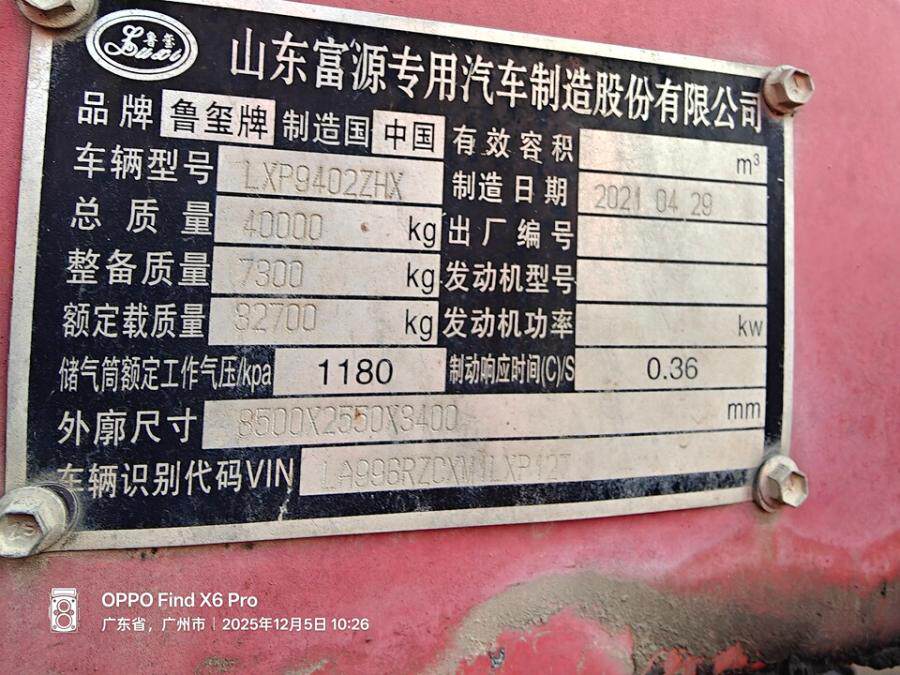 鲁玺
Luxi
山东富源专用汽车制造股份有限公司
品牌 鲁玺牌 制造国 中国 有效容积 m³
车辆型号 LXP9402ZHX 制造日期 2021 04 29
总质量 40000 kg 出厂编号
整备质量 7300 kg 发动机型号
额定载质量 32700 kg 发动机功率 kw
储气筒额定工作气压/kpa 1180 制动响应时间(C)/S 0.36
外廓尺寸 8500X2550X3400 mm
车辆识别代码VIN
OPPO Find X6 Pro
广东省，广州市 | 2025年12月5日 10:26